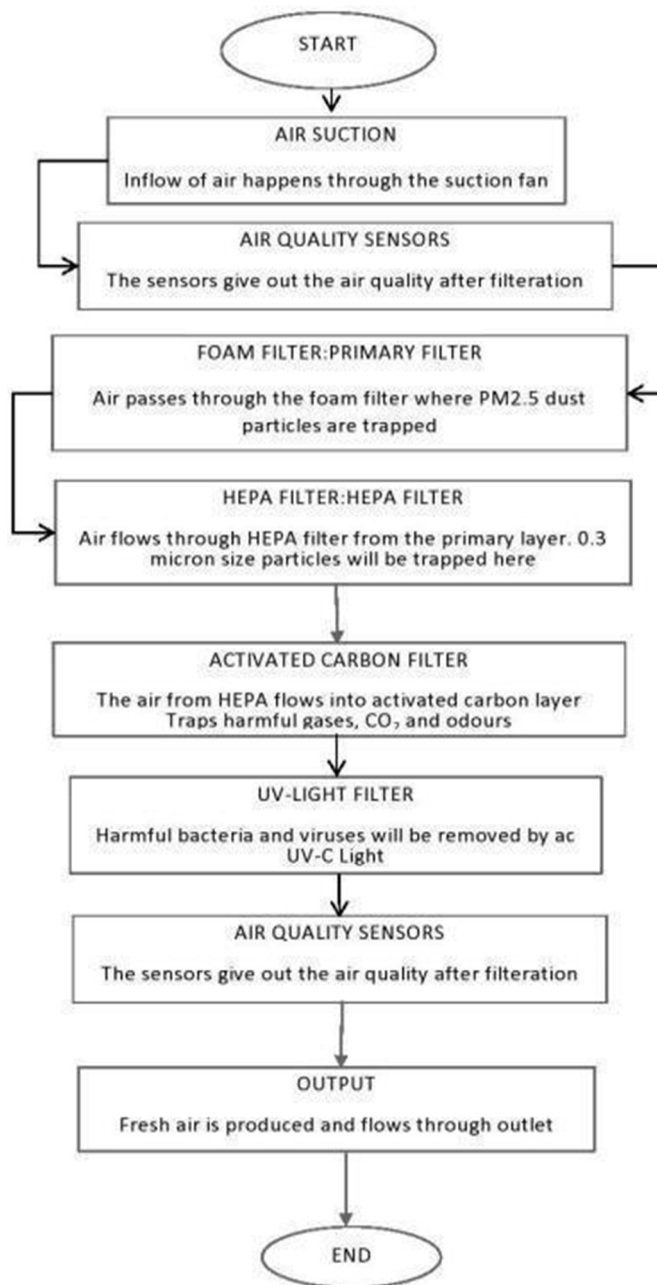 START
AIR SUCTION
Inflow of air happens through the suction fan
AIR QUALITY SENSORS
The sensors give out the air quality after filteration
FOAM FILTER:PRIMARY FILTER
Air passes through the foam filter where PM2.5 dust
particles are trapped
HEPA FILTER:HEPA FILTER
Air flows through HEPA filter from the primary layer. 0.3
micron size particles will be trapped here
ACTIVATED CARBON FILTER
The air from HEPA flows into activated carbon layer
Traps harmful gases, CO₂ and odours
UV-LIGHT FILTER
Harmful bacteria and viruses will be removed by ac
UV-C Light
AIR QUALITY SENSORS
The sensors give out the air quality after filteration
OUTPUT
Fresh air is produced and flows through outlet
END